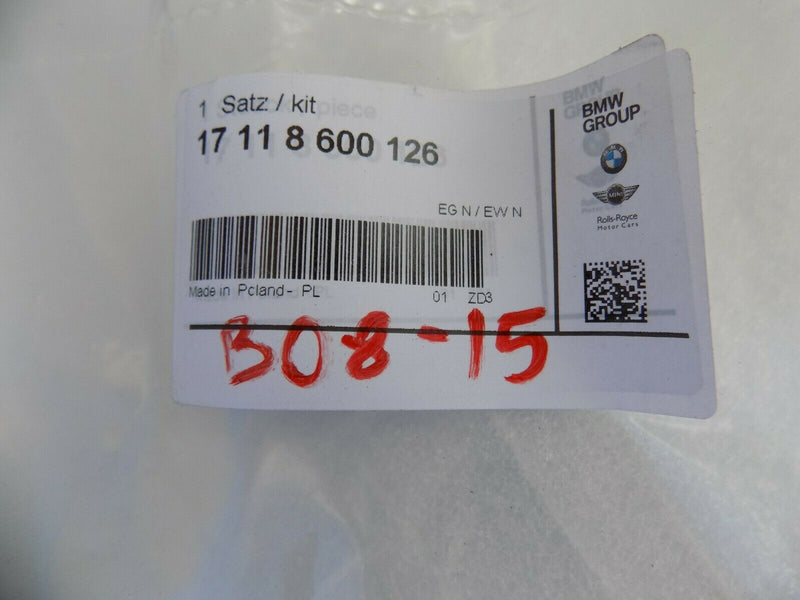 1 Satz / kit
17 11 8 600 126
EG N / EW N
Made in Poland - PL
01 ZD3
B08-15
BMW
GROUP
MINI
Rolls-Royce
Motor Cars